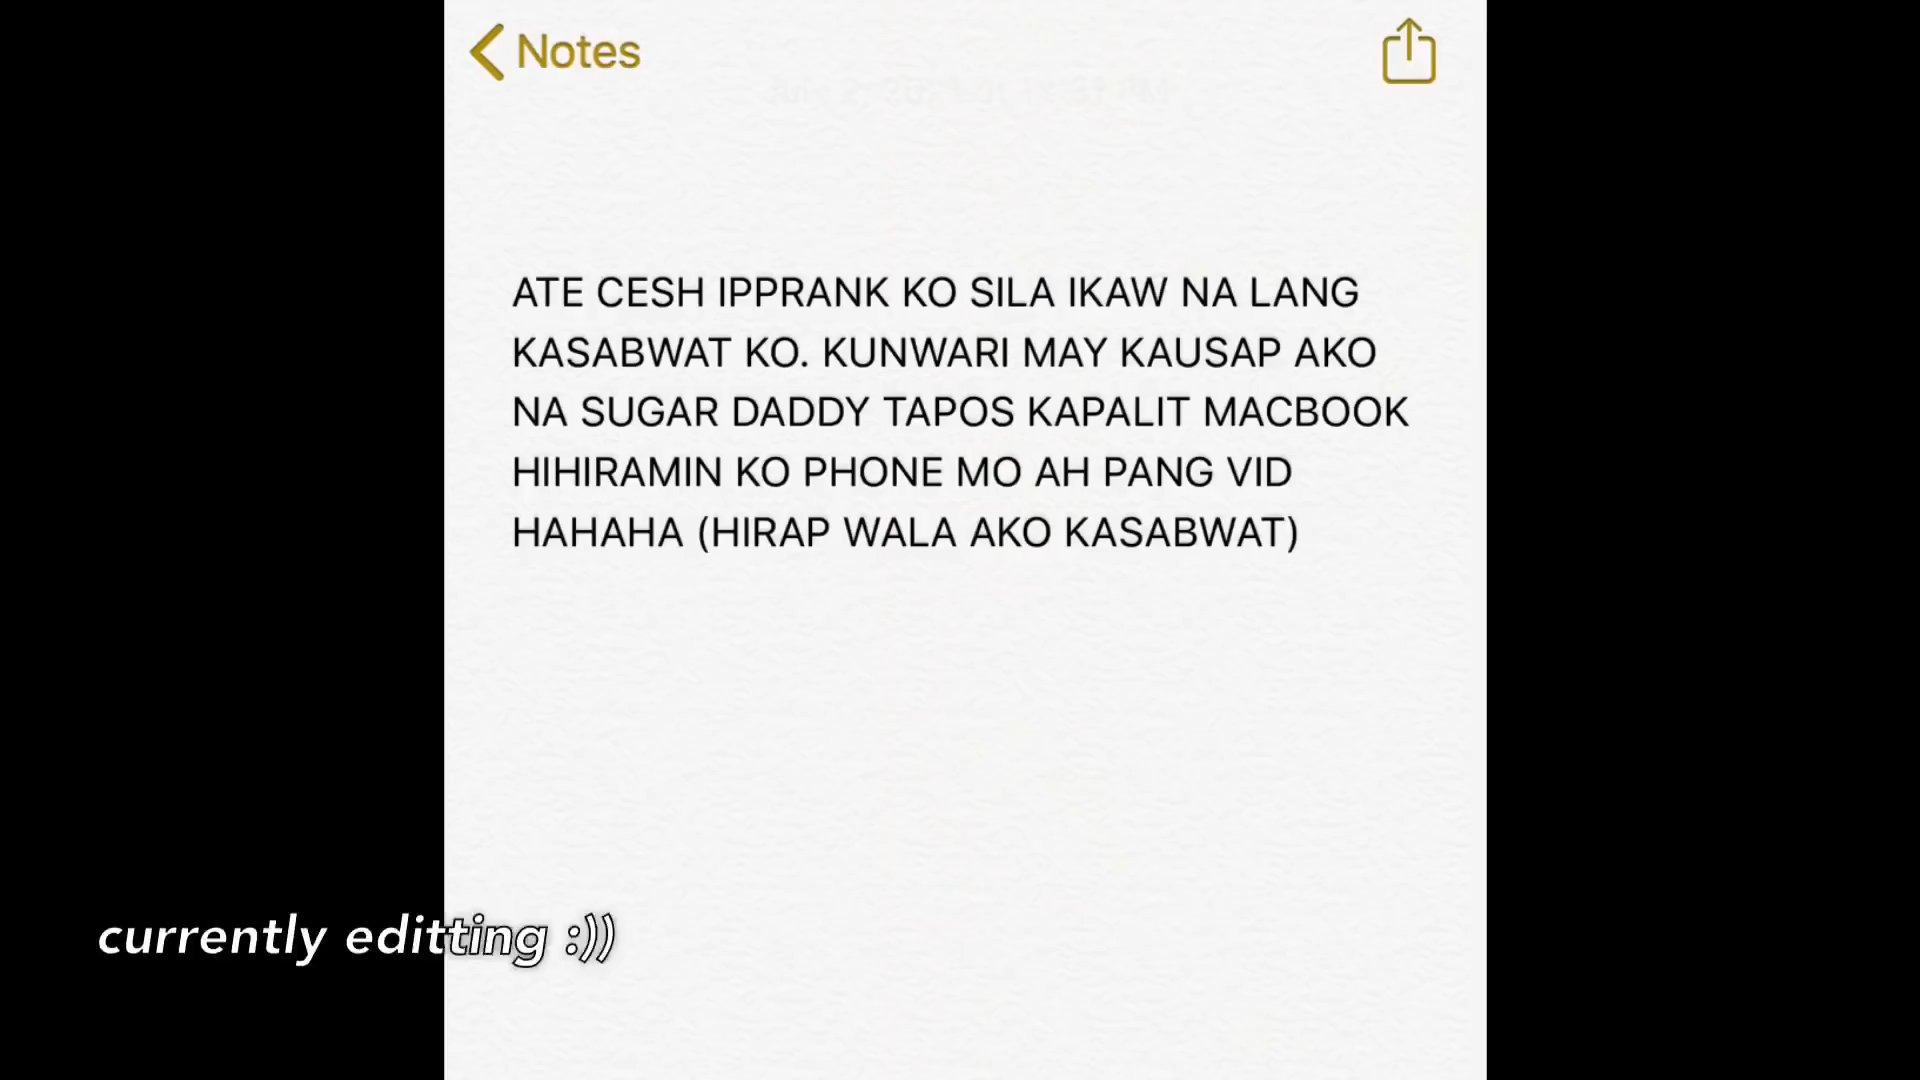 Notes
ATE CESH IPPRANK KO SILA IKAW NA LANG
KASABWAT KO. KUNWARI MAY KAUSAP AKO
NA SUGAR DADDY TAPOS KAPALIT MACBOOK
HIHIRAMIN KO PHONE MO AH PANG VID
HAHAHA (HIRAP WALA AKO KASABWAT)
currently editting :))